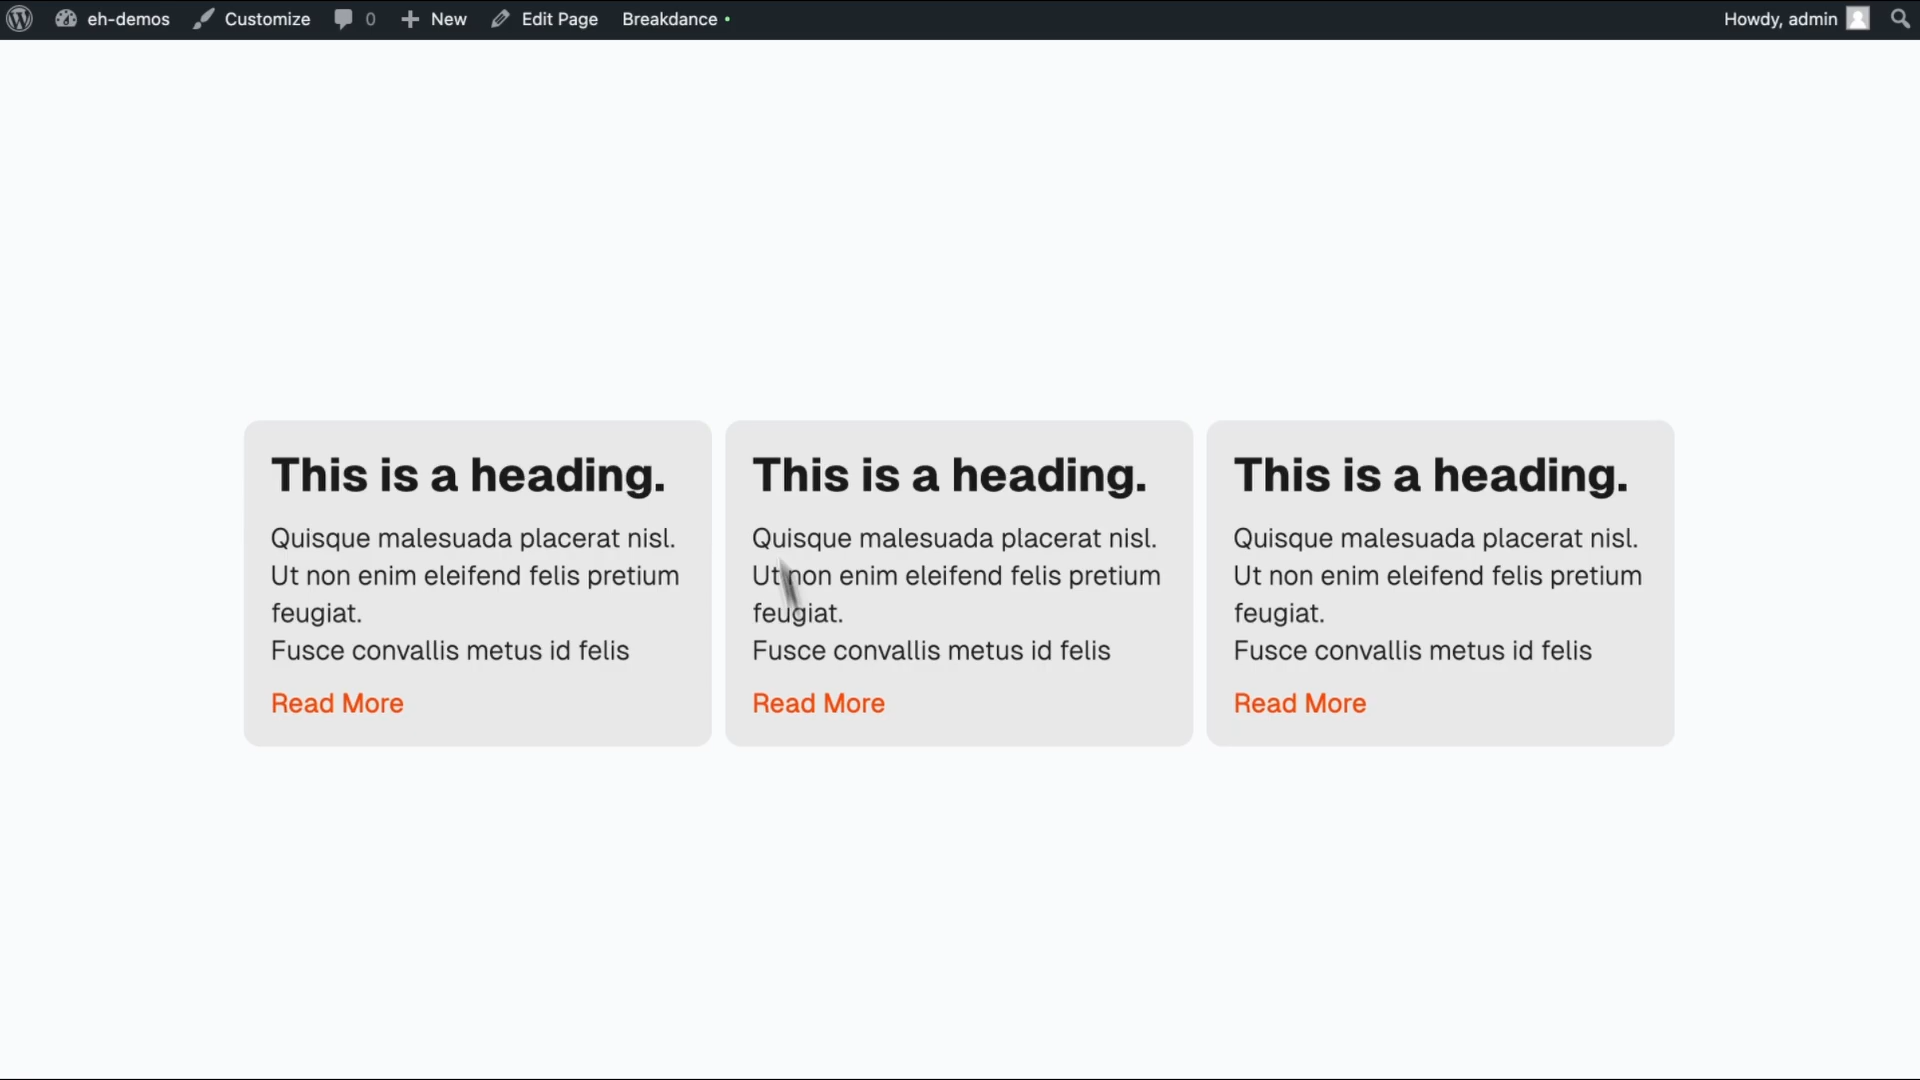 eh-demos Customize 0 New Edit Page Breakdance Howdy, admin
This is a heading.
Quisque malesuada placerat nisl.
Ut non enim eleifend felis pretium
feugiat.
Fusce convallis metus id felis
Read More
This is a heading.
Quisque malesuada placerat nisl.
Ut non enim eleifend felis pretium
feugiat.
Fusce convallis metus id felis
Read More
This is a heading.
Quisque malesuada placerat nisl.
Ut non enim eleifend felis pretium
feugiat.
Fusce convallis metus id felis
Read More